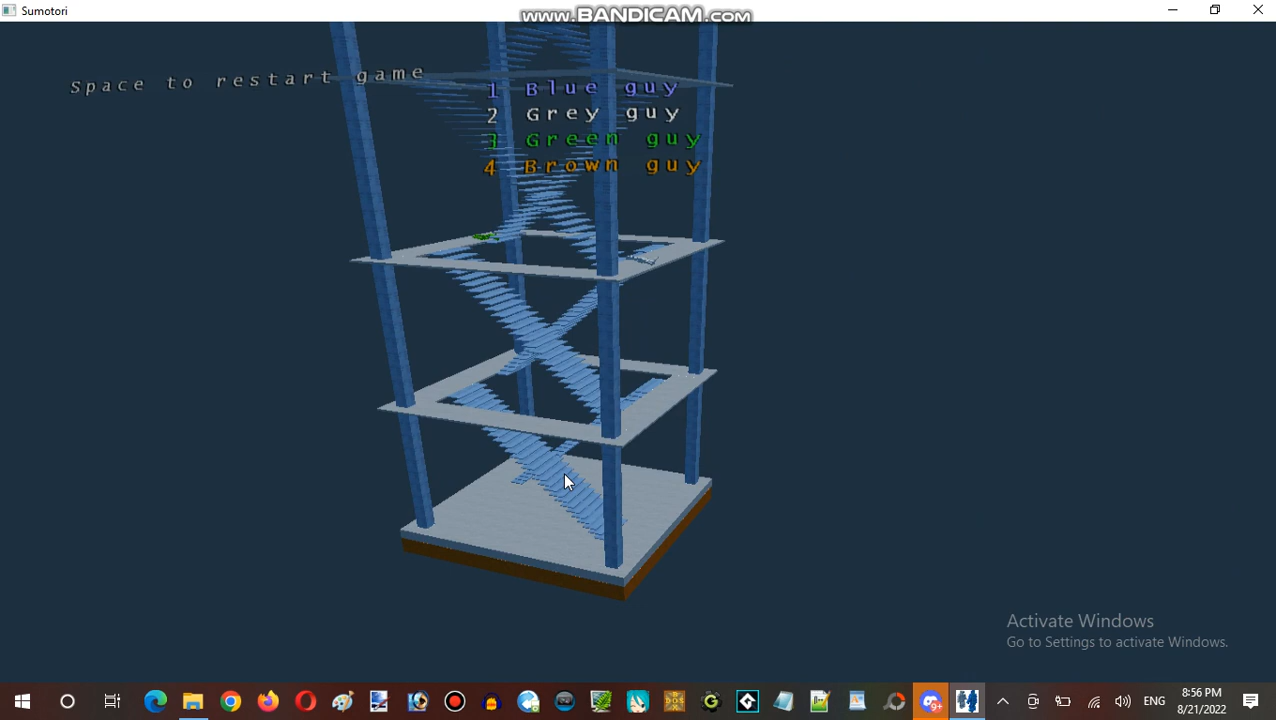 Sumotori
www.BANDICAM.com
Space to restart game
1 Blue guy
2 Grey guy
3 Green guy
4 Brown guy
Activate Windows
Go to Settings to activate Windows.
9+
ENG
8:56 PM
8/21/2022